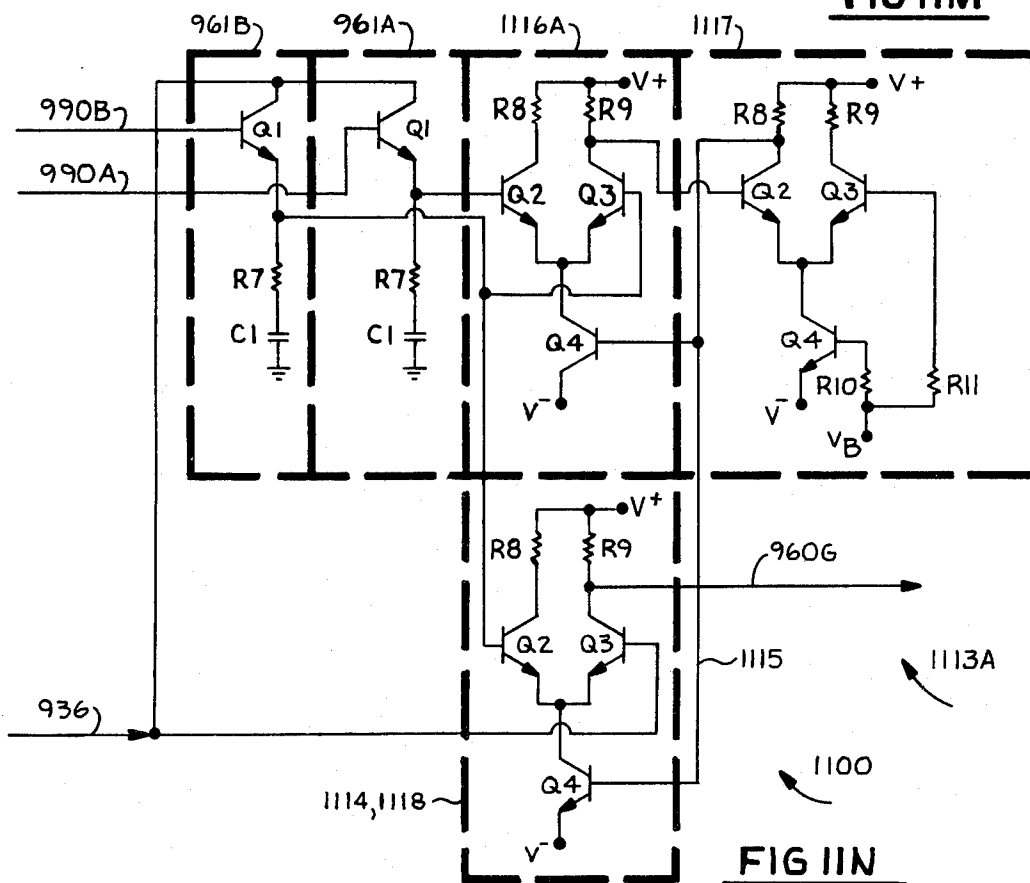 961B 961A 1116A 1117
990B
990A
V+ V+
R8 R9 R8 R9
Q1 Q1
Q2 Q3 Q2 Q3
R7 R7
C1 C1
Q4 Q4
R10 R11
V- V-
VB
V+
R8 R9
960G
Q2 Q3
1115 1113A
936
1100
Q4
1114,1118
V-
FIG 11N